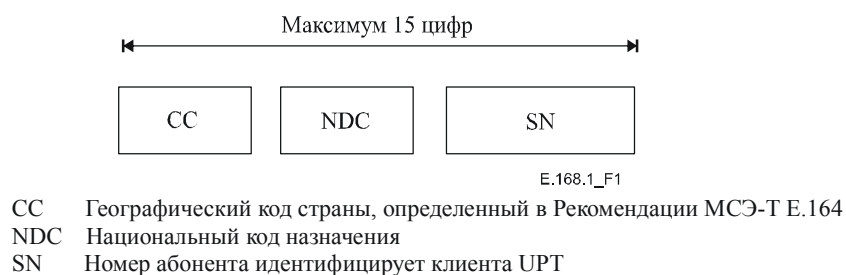 Максимум 15 цифр
CC NDC SN
E.168.1_F1
CC Географический код страны, определенный в Рекомендации МСЭ-Т E.164
NDC Национальный код назначения
SN Номер абонента идентифицирует клиента UPT